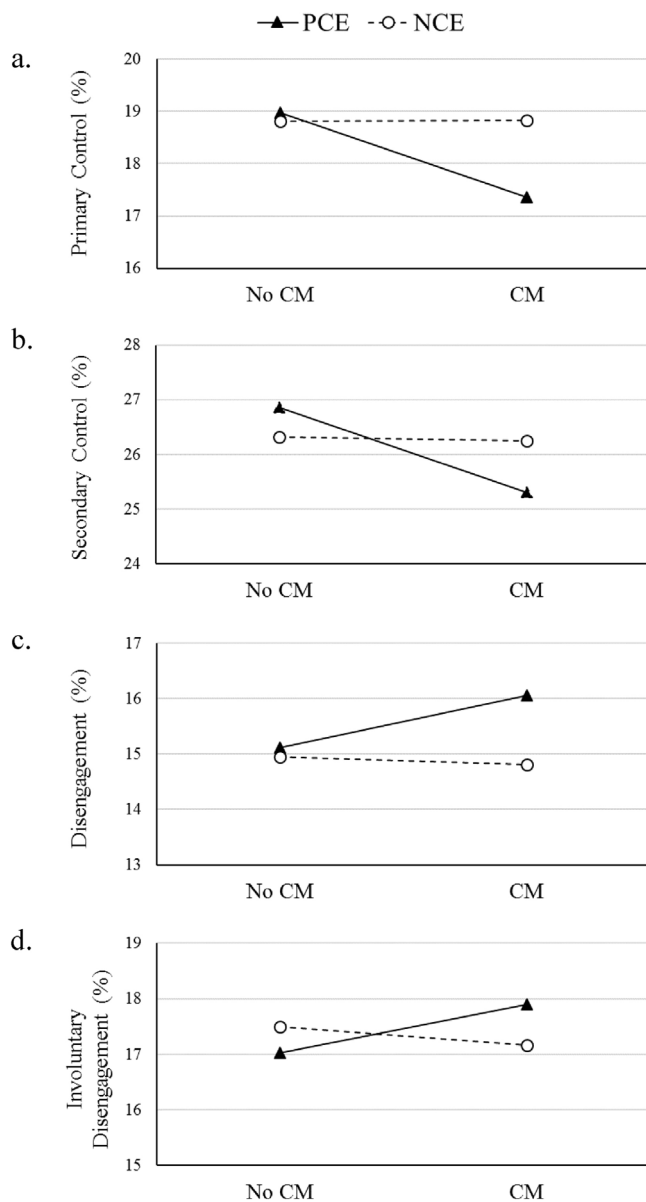 PCE NCE
a.
Primary Control (%)
20
19
18
17
16
No CM CM
b.
Secondary Control (%)
28
27
26
25
24
No CM CM
c.
Disengagement (%)
17
16
15
14
13
No CM CM
d.
Involuntary
Disengagement (%)
19
18
17
16
15
No CM CM